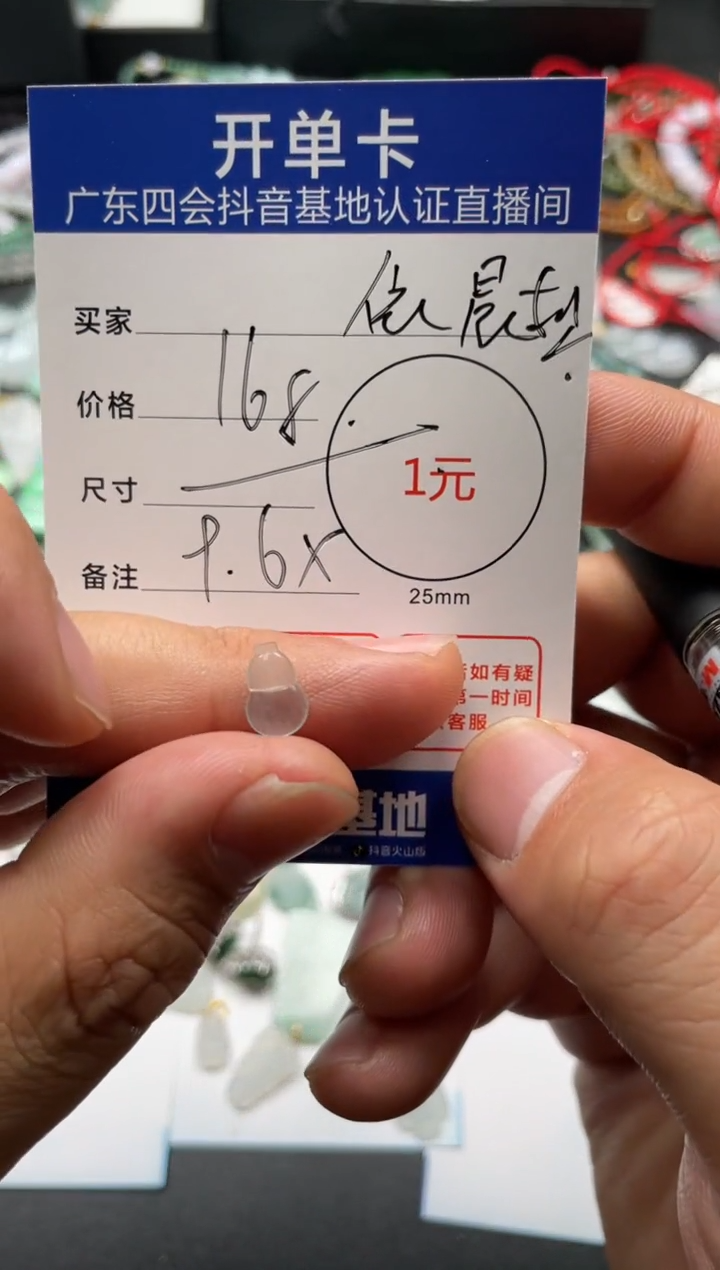 开单卡
广东四会抖音基地认证直播间
买家
价格 168
尺寸
1元
备注 9.6x
25mm
如有疑
第一时间
客服
基地
抖音火山版